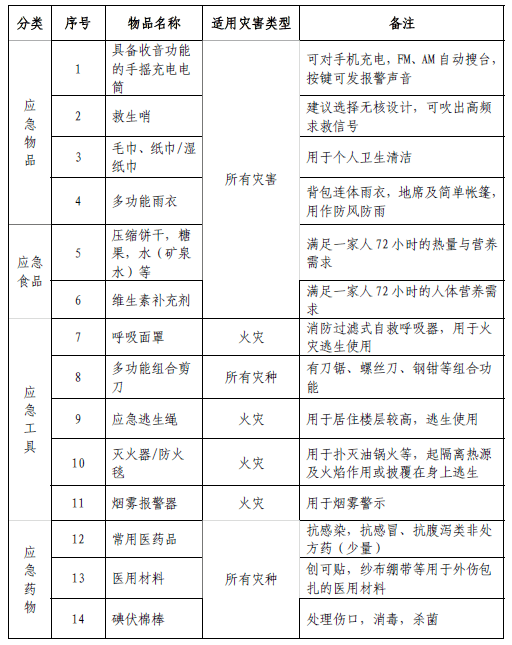 分类 序号 物品名称 适用灾害类型 备注
应急物品
1 具备收音功能的手摇充电电筒 所有灾害 可对手机充电，FM、AM自动搜台，按键可发报警声音
2 救生哨 建议选择无核设计，可吹出高频求救信号
3 毛巾、纸巾/湿纸巾 用于个人卫生清洁
4 多功能雨衣 背包连体雨衣，地席及简单帐篷，用作防风防雨
应急食品
5 压缩饼干，糖果，水（矿泉水）等 满足一家人72小时的热量与营养需求
6 维生素补充剂 满足一家人72小时的人体营养需求
应急工具
7 呼吸面罩 火灾 消防过滤式自救呼吸器，用于火灾逃生使用
8 多功能组合剪刀 所有灾种 有刀锯、螺丝刀、钢钳等组合功能
9 应急逃生绳 火灾 用于居住楼层较高，逃生使用
10 灭火器/防火毯 火灾 用于扑灭油锅火等，起隔离热源及火焰作用或披覆在身上逃生
11 烟雾报警器 火灾 用于烟雾警示
应急药物
12 常用医药品 所有灾种 抗感染，抗感冒、抗腹泻类非处方药（少量）
13 医用材料 创可贴，纱布绷带等用于外伤包扎的医用材料
14 碘伏棉棒 处理伤口，消毒，杀菌